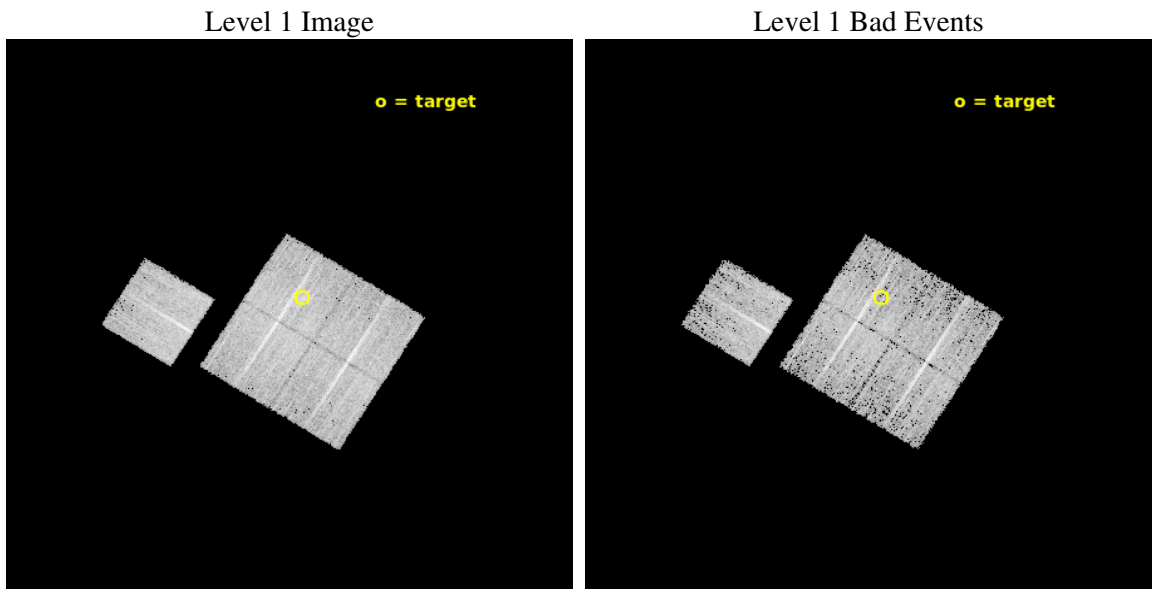 Level 1 Image
Level 1 Bad Events
o = target
o = target